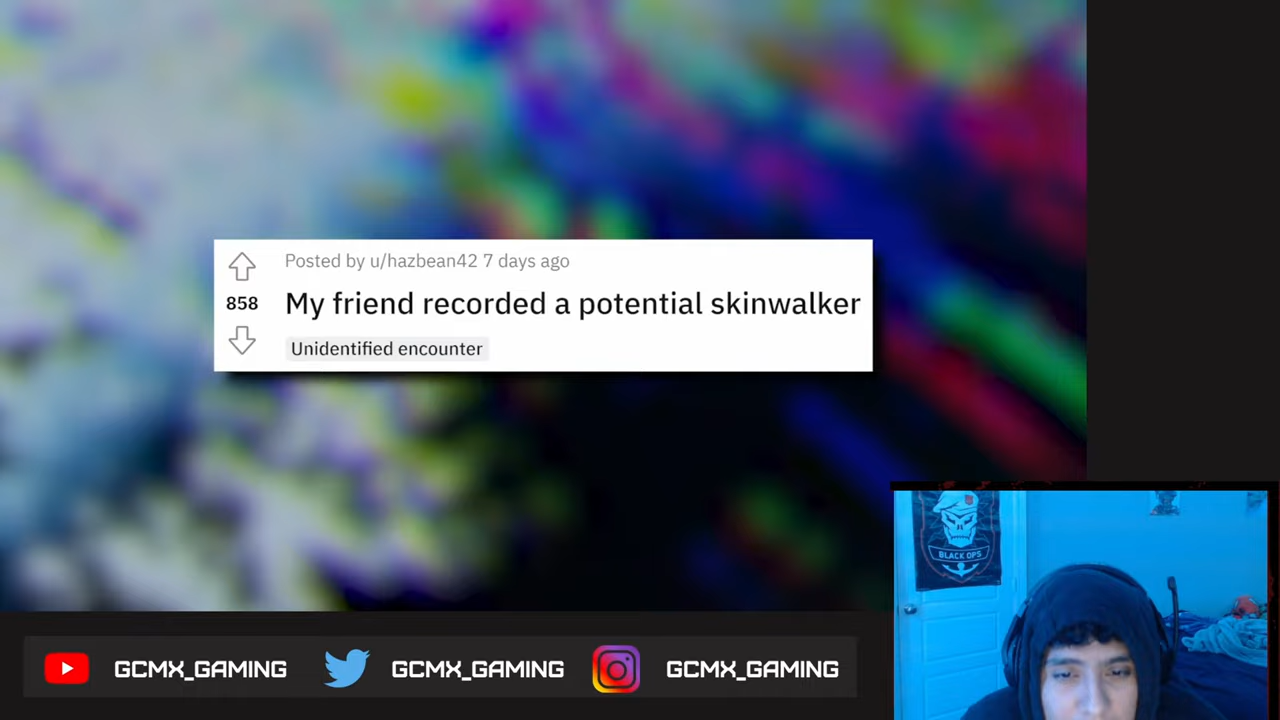 Posted by u/hazbean42 7 days ago
858
My friend recorded a potential skinwalker
Unidentified encounter
BLACK OPS
GCMX_GAMING
GCMX_GAMING
GCMX_GAMING